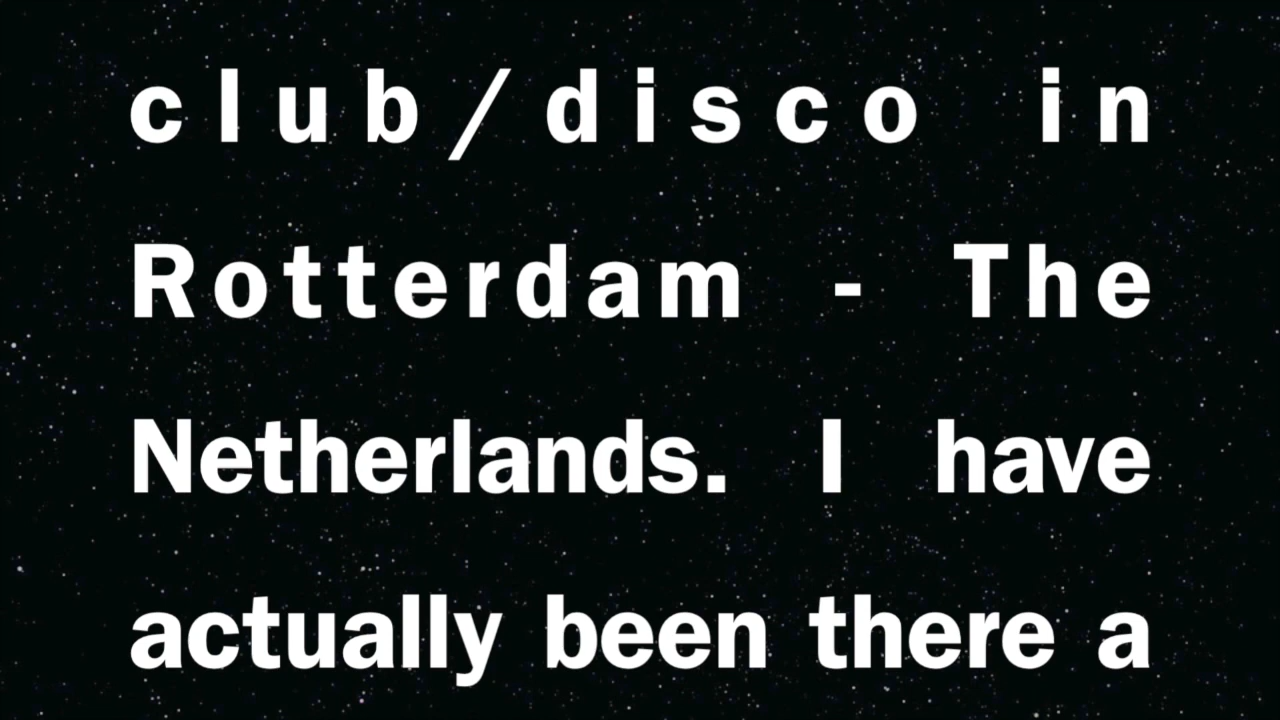 club/disco in
Rotterdam - The
Netherlands. I have
actually been there a